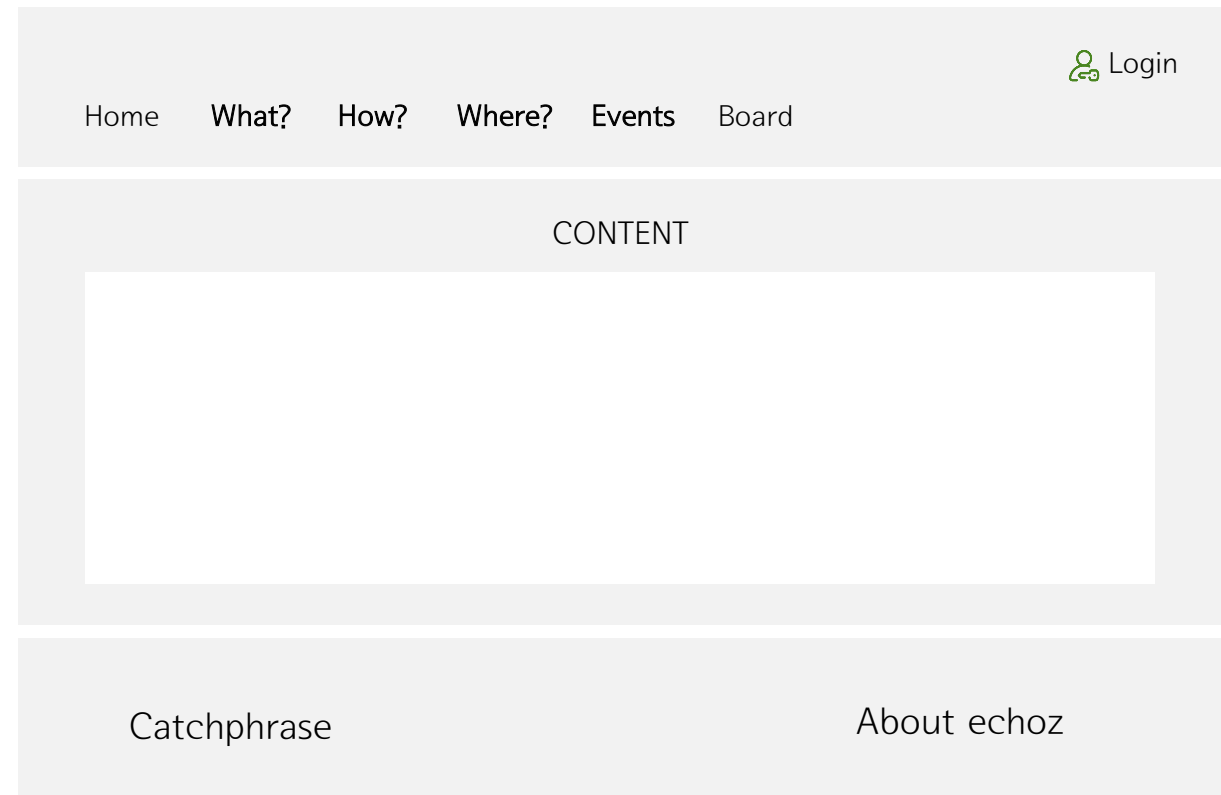 Login
Home What? How? Where? Events Board
CONTENT
Catchphrase
About echoz